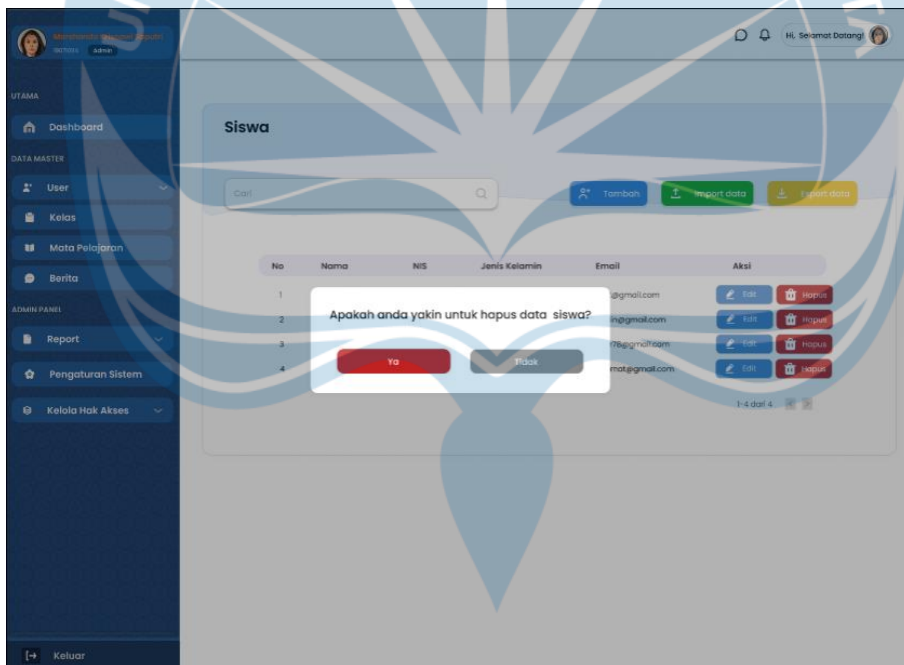 Admin
Hi, Selamat Datang!
UTAMA
Dashboard
DATA MASTER
User
Kelas
Mata Pelajaran
Berita
ADMIN PANEL
Report
Pengaturan Sistem
Kelola Hak Akses
Keluar
Siswa
Cari
Tambah
Import data
Export data
No Nama NIS Jenis Kelamin Email Aksi
1 @gmail.com Edit Hapus
2 @gmail.com Edit Hapus
3 @gmail.com Edit Hapus
4 @gmail.com Edit Hapus
Apakah anda yakin untuk hapus data siswa?
Ya Tidak
1-4 dari 4